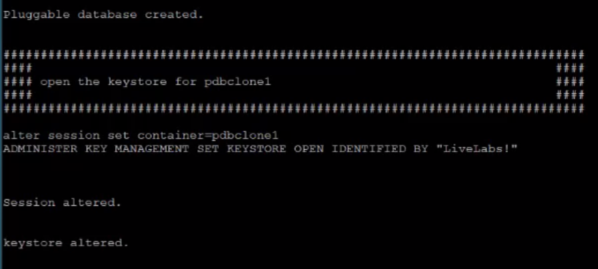 Pluggable database created.
################################################################################
####                                                                        ####
#### open the keystore for pdbclone1                                        ####
####                                                                        ####
################################################################################
alter session set container=pdbclone1
ADMINISTER KEY MANAGEMENT SET KEYSTORE OPEN IDENTIFIED BY "LiveLabs!"
Session altered.
keystore altered.